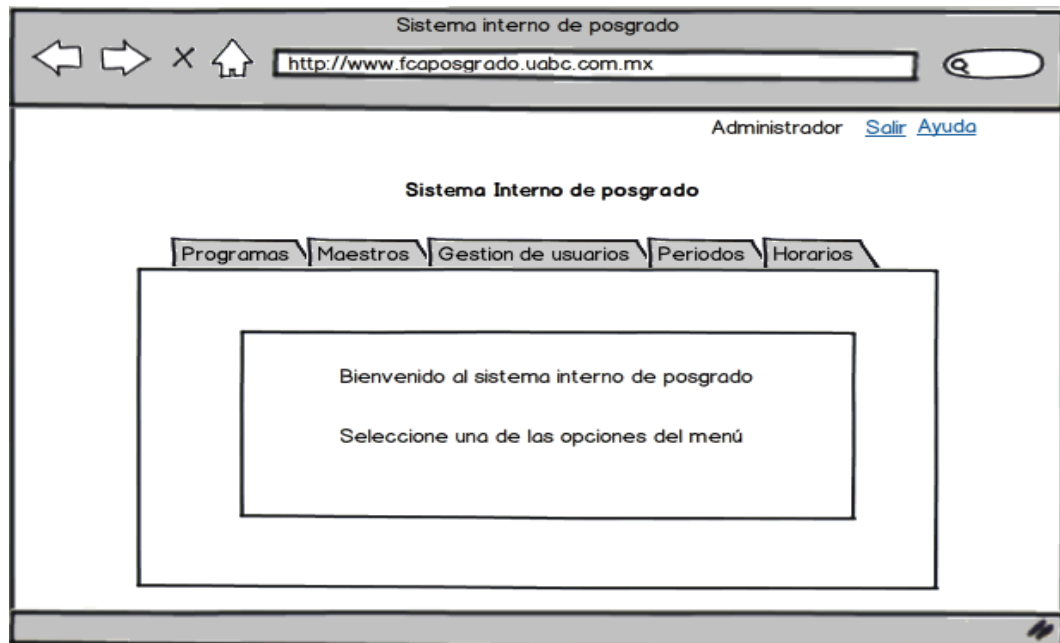 Sistema interno de posgrado
http://www.fcaposgrado.uabc.com.mx
Administrador Salir Ayuda
Sistema Interno de posgrado
Programas Maestros Gestion de usuarios Periodos Horarios
Bienvenido al sistema interno de posgrado
Seleccione una de las opciones del menú